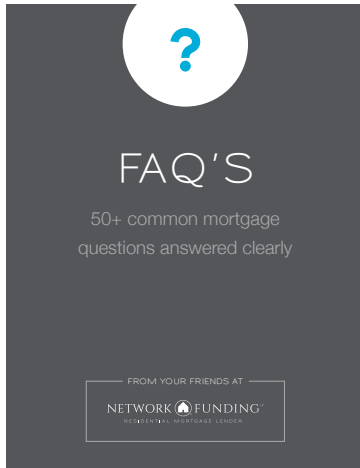 ?
FAQ'S
50+ common mortgage
questions answered clearly
FROM YOUR FRIENDS AT
NETWORK FUNDING
RESIDENTIAL MORTGAGE LENDER